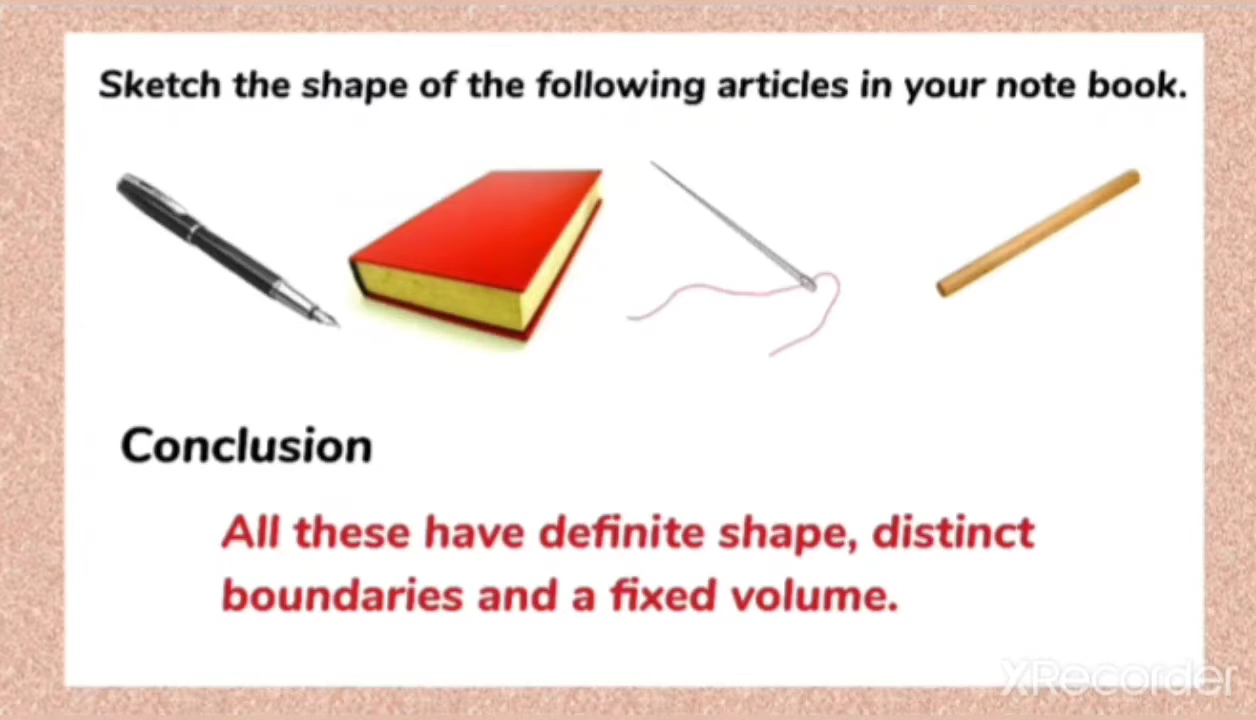 Sketch the shape of the following articles in your note book.
Conclusion
All these have definite shape, distinct
boundaries and a fixed volume.
XRecorder